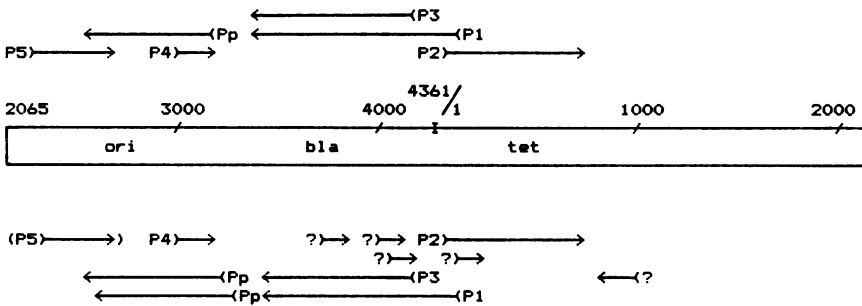 P3
Pp P1
P5 P4 P2
4361/
2065 3000 4000 1 1000 2000
ori bla tet
(P5 ) P4 ? ? P2
? ?
Pp P3 ?
Pp P1